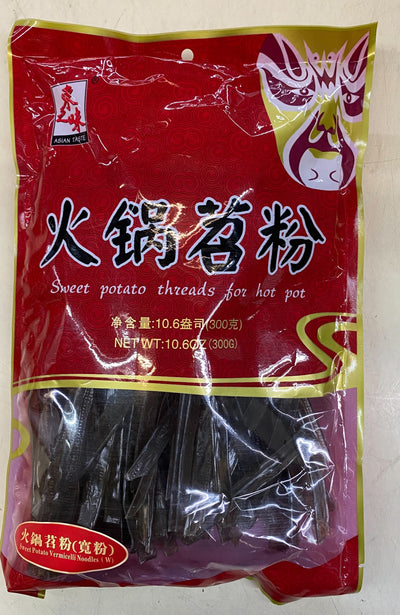 東之味
ASIAN TASTE
火鍋苕粉
Sweet potato threads for hot pot
净含量:10.6盎司(300克)
NET WT:10.6OZ (300G)
火鍋苕粉(寬粉)
Sweet Potato Vermicelli Noodles (W)